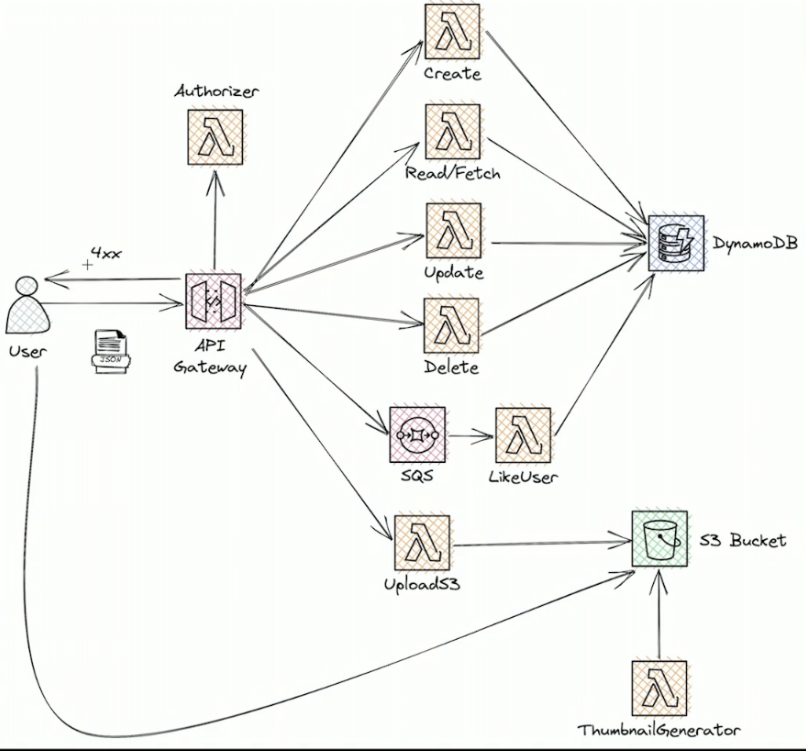 Create
Authorizer
Read/Fetch
4xx
Update
DynamoDB
User
JSON
API
Gateway
Delete
SQS
LikeUser
UploadS3
S3 Bucket
ThumbnailGenerator